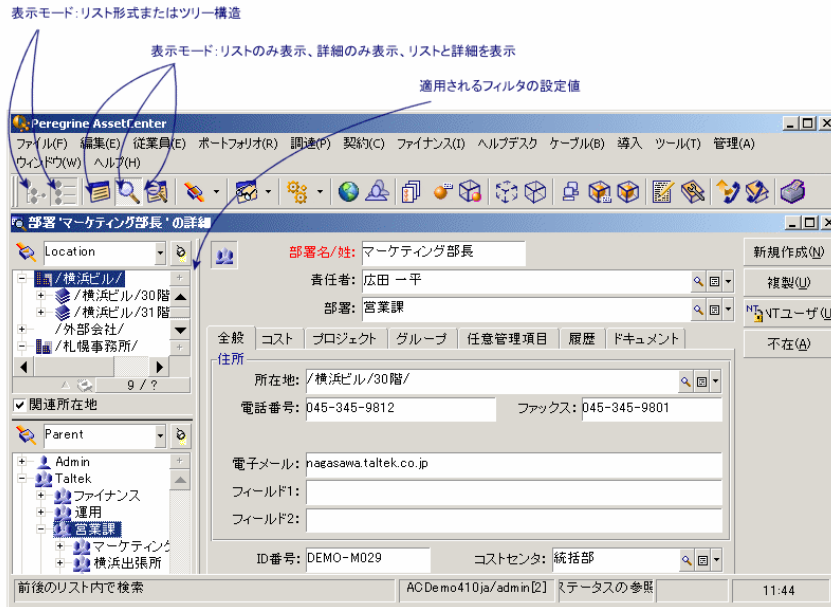 表示モード：リスト形式またはツリー構造
表示モード：リストのみ表示、詳細のみ表示、リストと詳細を表示
適用されるフィルタの設定値
Peregrine AssetCenter
ファイル(F) 編集(E) 従業員(E) ポートフォリオ(R) 調達(P) 契約(C) ファイナンス(I) ヘルプデスク ケーブル(B) 導入 ツール(T) 管理(A)
ウィンドウ(W) ヘルプ(H)
部署 'マーケティング部長 ' の詳細
Location
/横浜ビル/
/横浜ビル/30階
/横浜ビル/31階
/外部会社/
/札幌事務所/
9 / ?
関連所在地
Parent
Admin
Taltek
ファイナンス
運用
営業課
マーケティング
横浜出張所
部署名/姓: マーケティング部長
責任者: 広田 一平
部署: 営業課
全般 コスト プロジェクト グループ 任意管理項目 履歴 ドキュメント
住所
所在地: /横浜ビル/30階/
電話番号: 045-345-9812 ファックス: 045-345-9801
電子メール: nagasawa.taltek.co.jp
フィールド1:
フィールド2:
ID番号: DEMO-M029 コストセンタ: 統括部
新規作成(N)
複製(U)
NTユーザ(U
不在(A)
前後のリスト内で検索 ACDemo410ja/admin[2] ステータスの参照 11:44